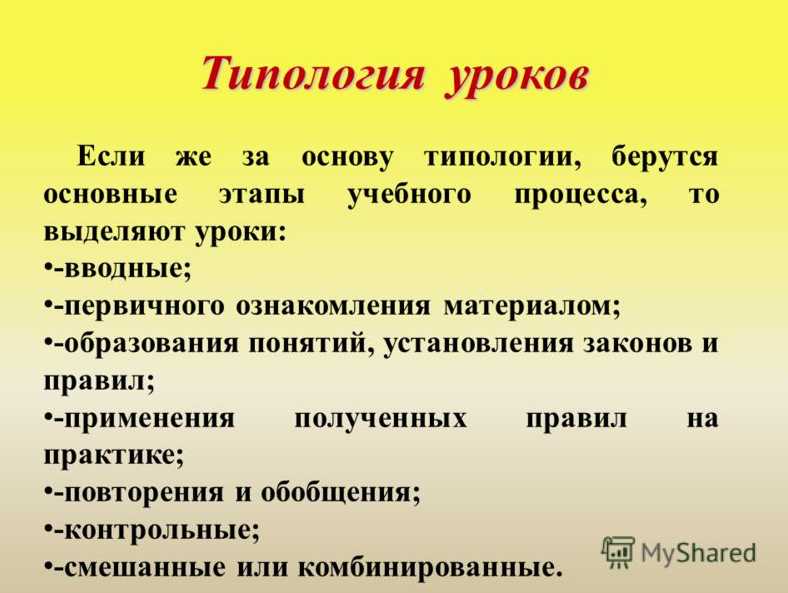 Типология уроков
Если же за основу типологии, берутся
основные этапы учебного процесса, то
выделяют уроки:
•-вводные;
•-первичного ознакомления материалом;
•-образования понятий, установления законов и
правил;
•-применения полученных правил на
практике;
•-повторения и обобщения;
•-контрольные;
•-смешанные или комбинированные.
MyShared